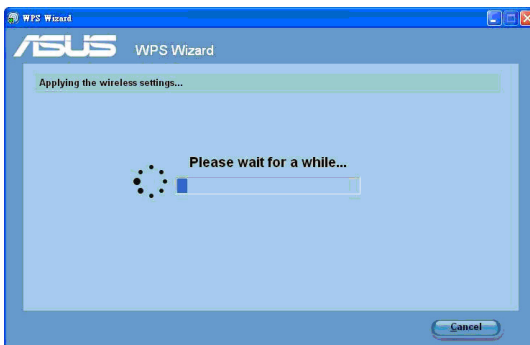 WPS Wizard
ASUS WPS Wizard
Applying the wireless settings...
Please wait for a while...
Cancel